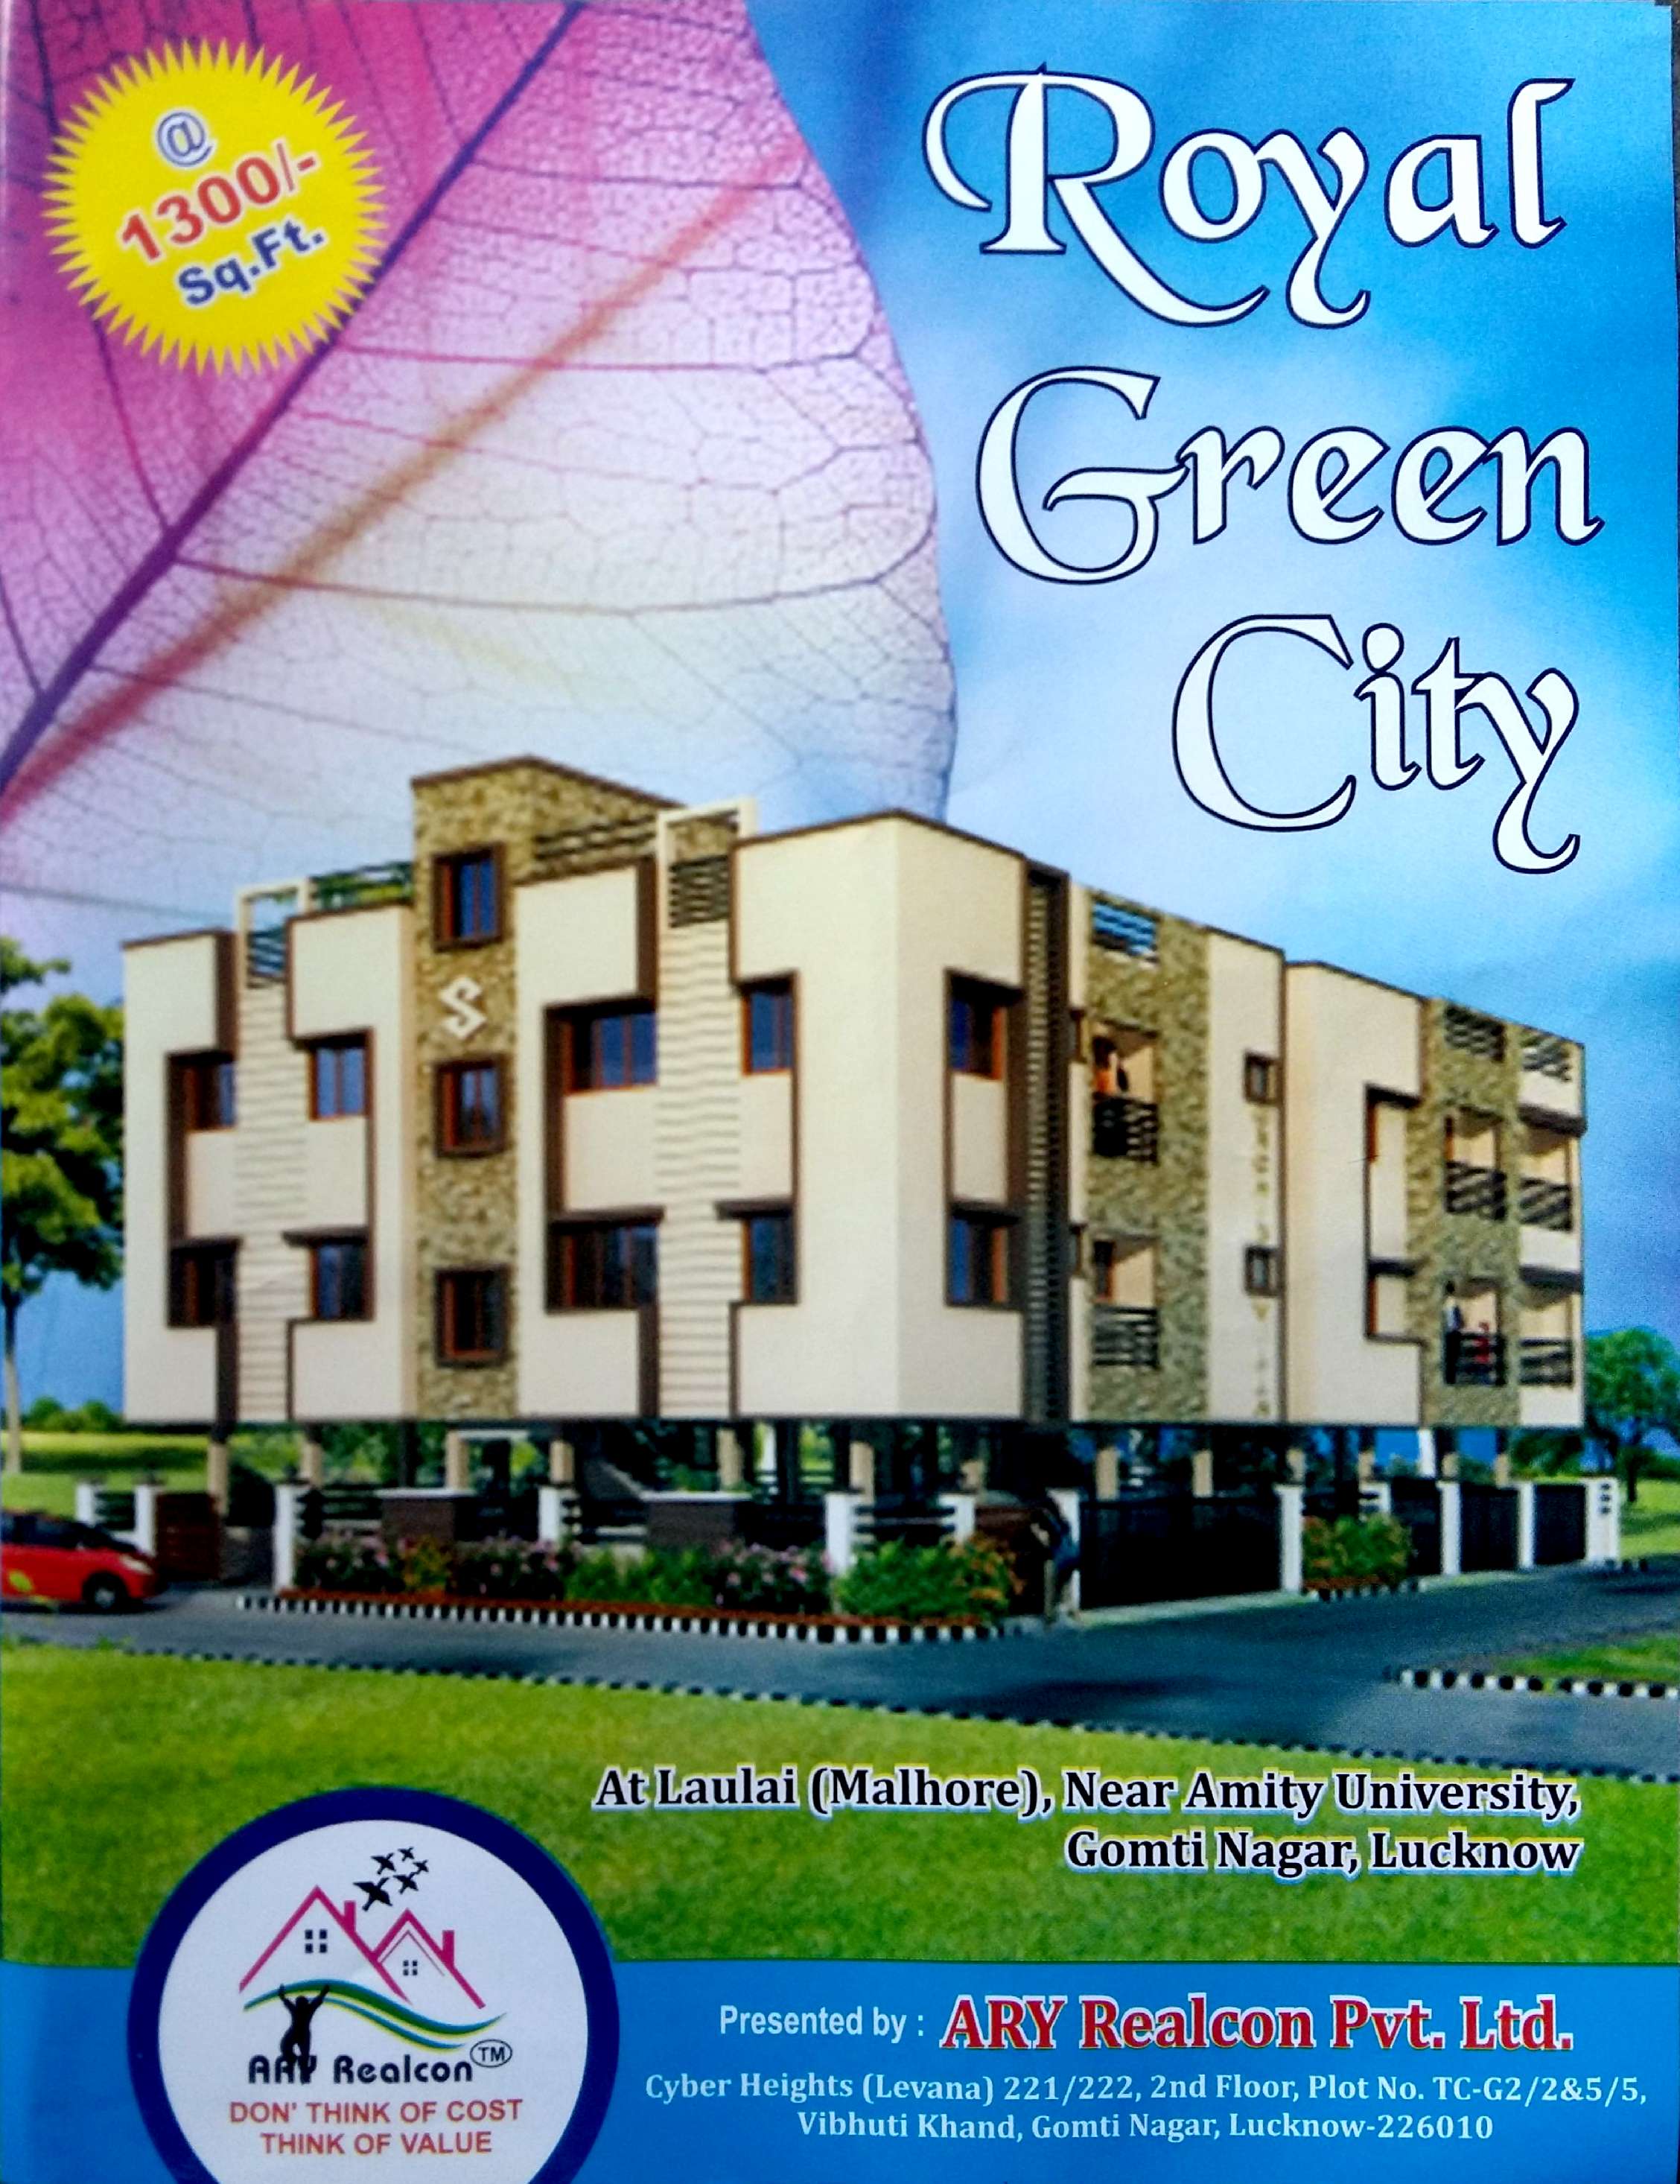 @
1300/-
Sq.Ft.
Royal
Green
City
S
At Laulai (Malhore), Near Amity University,
Gomti Nagar, Lucknow
ARY Realcon TM
DON' THINK OF COST
THINK OF VALUE
Presented by : ARY Realcon Pvt. Ltd.
Cyber Heights (Levana) 221/222, 2nd Floor, Plot No. TC-G2/2&5/5,
Vibhuti Khand, Gomti Nagar, Lucknow-226010